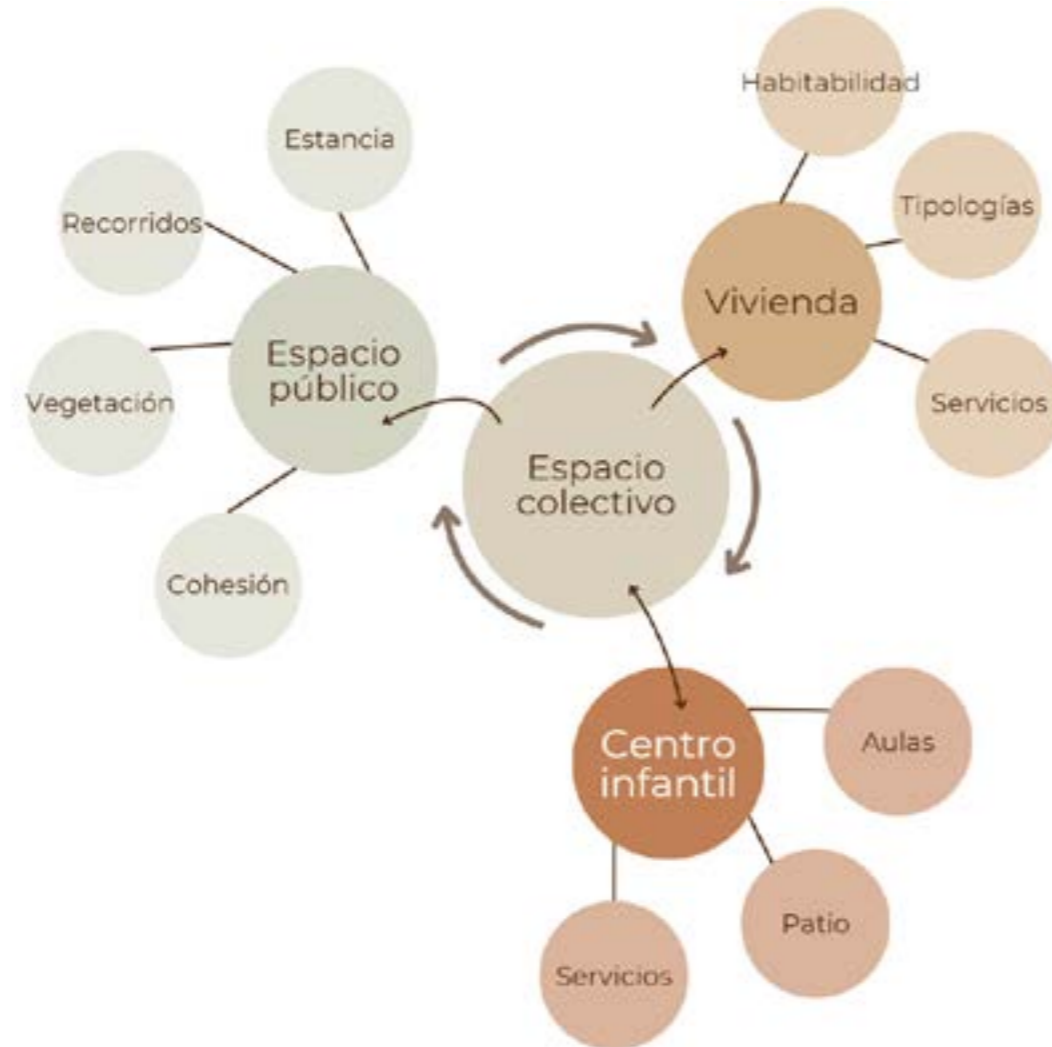 Habitabilidad
Estancia
Tipologías
Recorridos
Vivienda
Espacio
público
Vegetación
Servicios
Espacio
colectivo
Cohesión
Centro
infantil
Aulas
Patio
Servicios